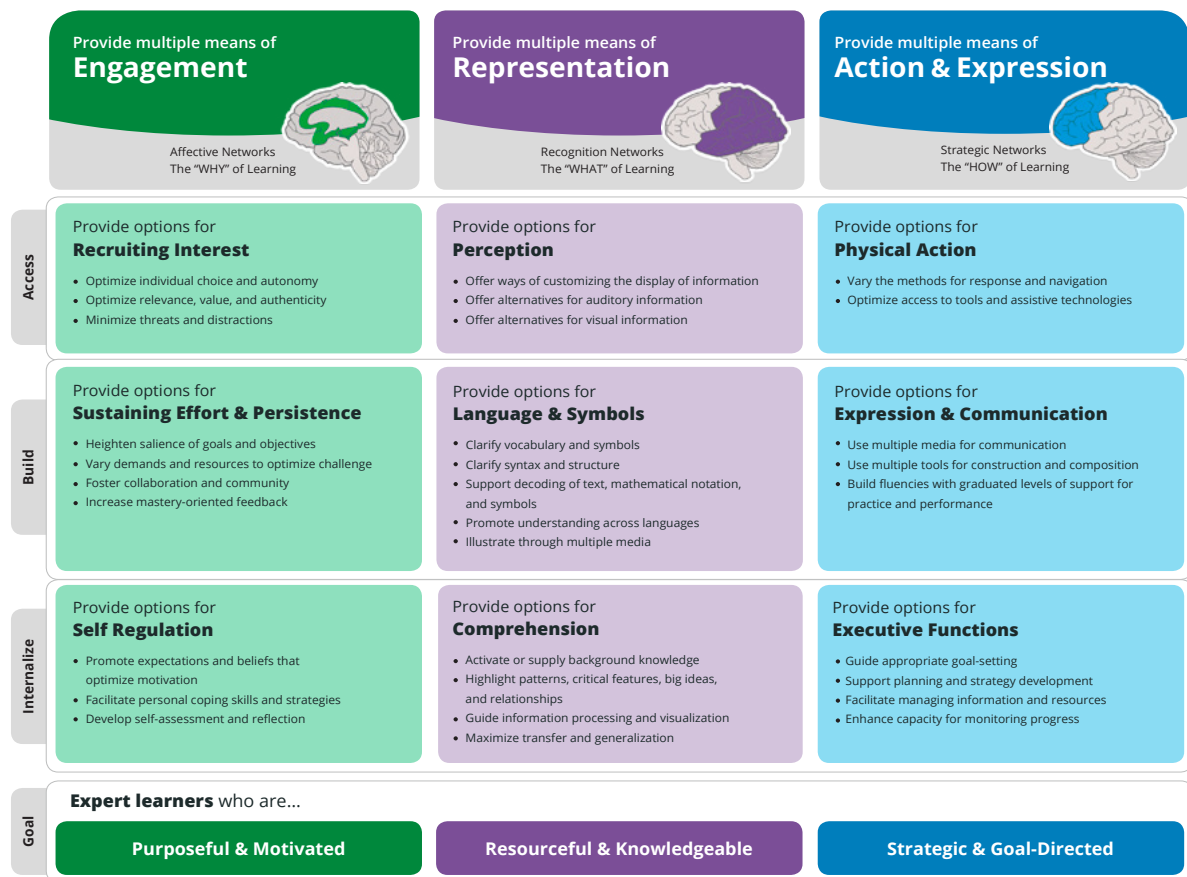 Provide multiple means of
Engagement
Affective Networks
The “WHY” of Learning
Provide multiple means of
Representation
Recognition Networks
The “WHAT” of Learning
Provide multiple means of
Action & Expression
Strategic Networks
The “HOW” of Learning
Access
Provide options for
Recruiting Interest
• Optimize individual choice and autonomy
• Optimize relevance, value, and authenticity
• Minimize threats and distractions
Provide options for
Perception
• Offer ways of customizing the display of information
• Offer alternatives for auditory information
• Offer alternatives for visual information
Provide options for
Physical Action
• Vary the methods for response and navigation
• Optimize access to tools and assistive technologies
Build
Provide options for
Sustaining Effort & Persistence
• Heighten salience of goals and objectives
• Vary demands and resources to optimize challenge
• Foster collaboration and community
• Increase mastery-oriented feedback
Provide options for
Language & Symbols
• Clarify vocabulary and symbols
• Clarify syntax and structure
• Support decoding of text, mathematical notation,
and symbols
• Promote understanding across languages
• Illustrate through multiple media
Provide options for
Expression & Communication
• Use multiple media for communication
• Use multiple tools for construction and composition
• Build fluencies with graduated levels of support for
practice and performance
Internalize
Provide options for
Self Regulation
• Promote expectations and beliefs that
optimize motivation
• Facilitate personal coping skills and strategies
• Develop self-assessment and reflection
Provide options for
Comprehension
• Activate or supply background knowledge
• Highlight patterns, critical features, big ideas,
and relationships
• Guide information processing and visualization
• Maximize transfer and generalization
Provide options for
Executive Functions
• Guide appropriate goal-setting
• Support planning and strategy development
• Facilitate managing information and resources
• Enhance capacity for monitoring progress
Goal
Expert learners who are...
Purposeful & Motivated
Resourceful & Knowledgeable
Strategic & Goal-Directed